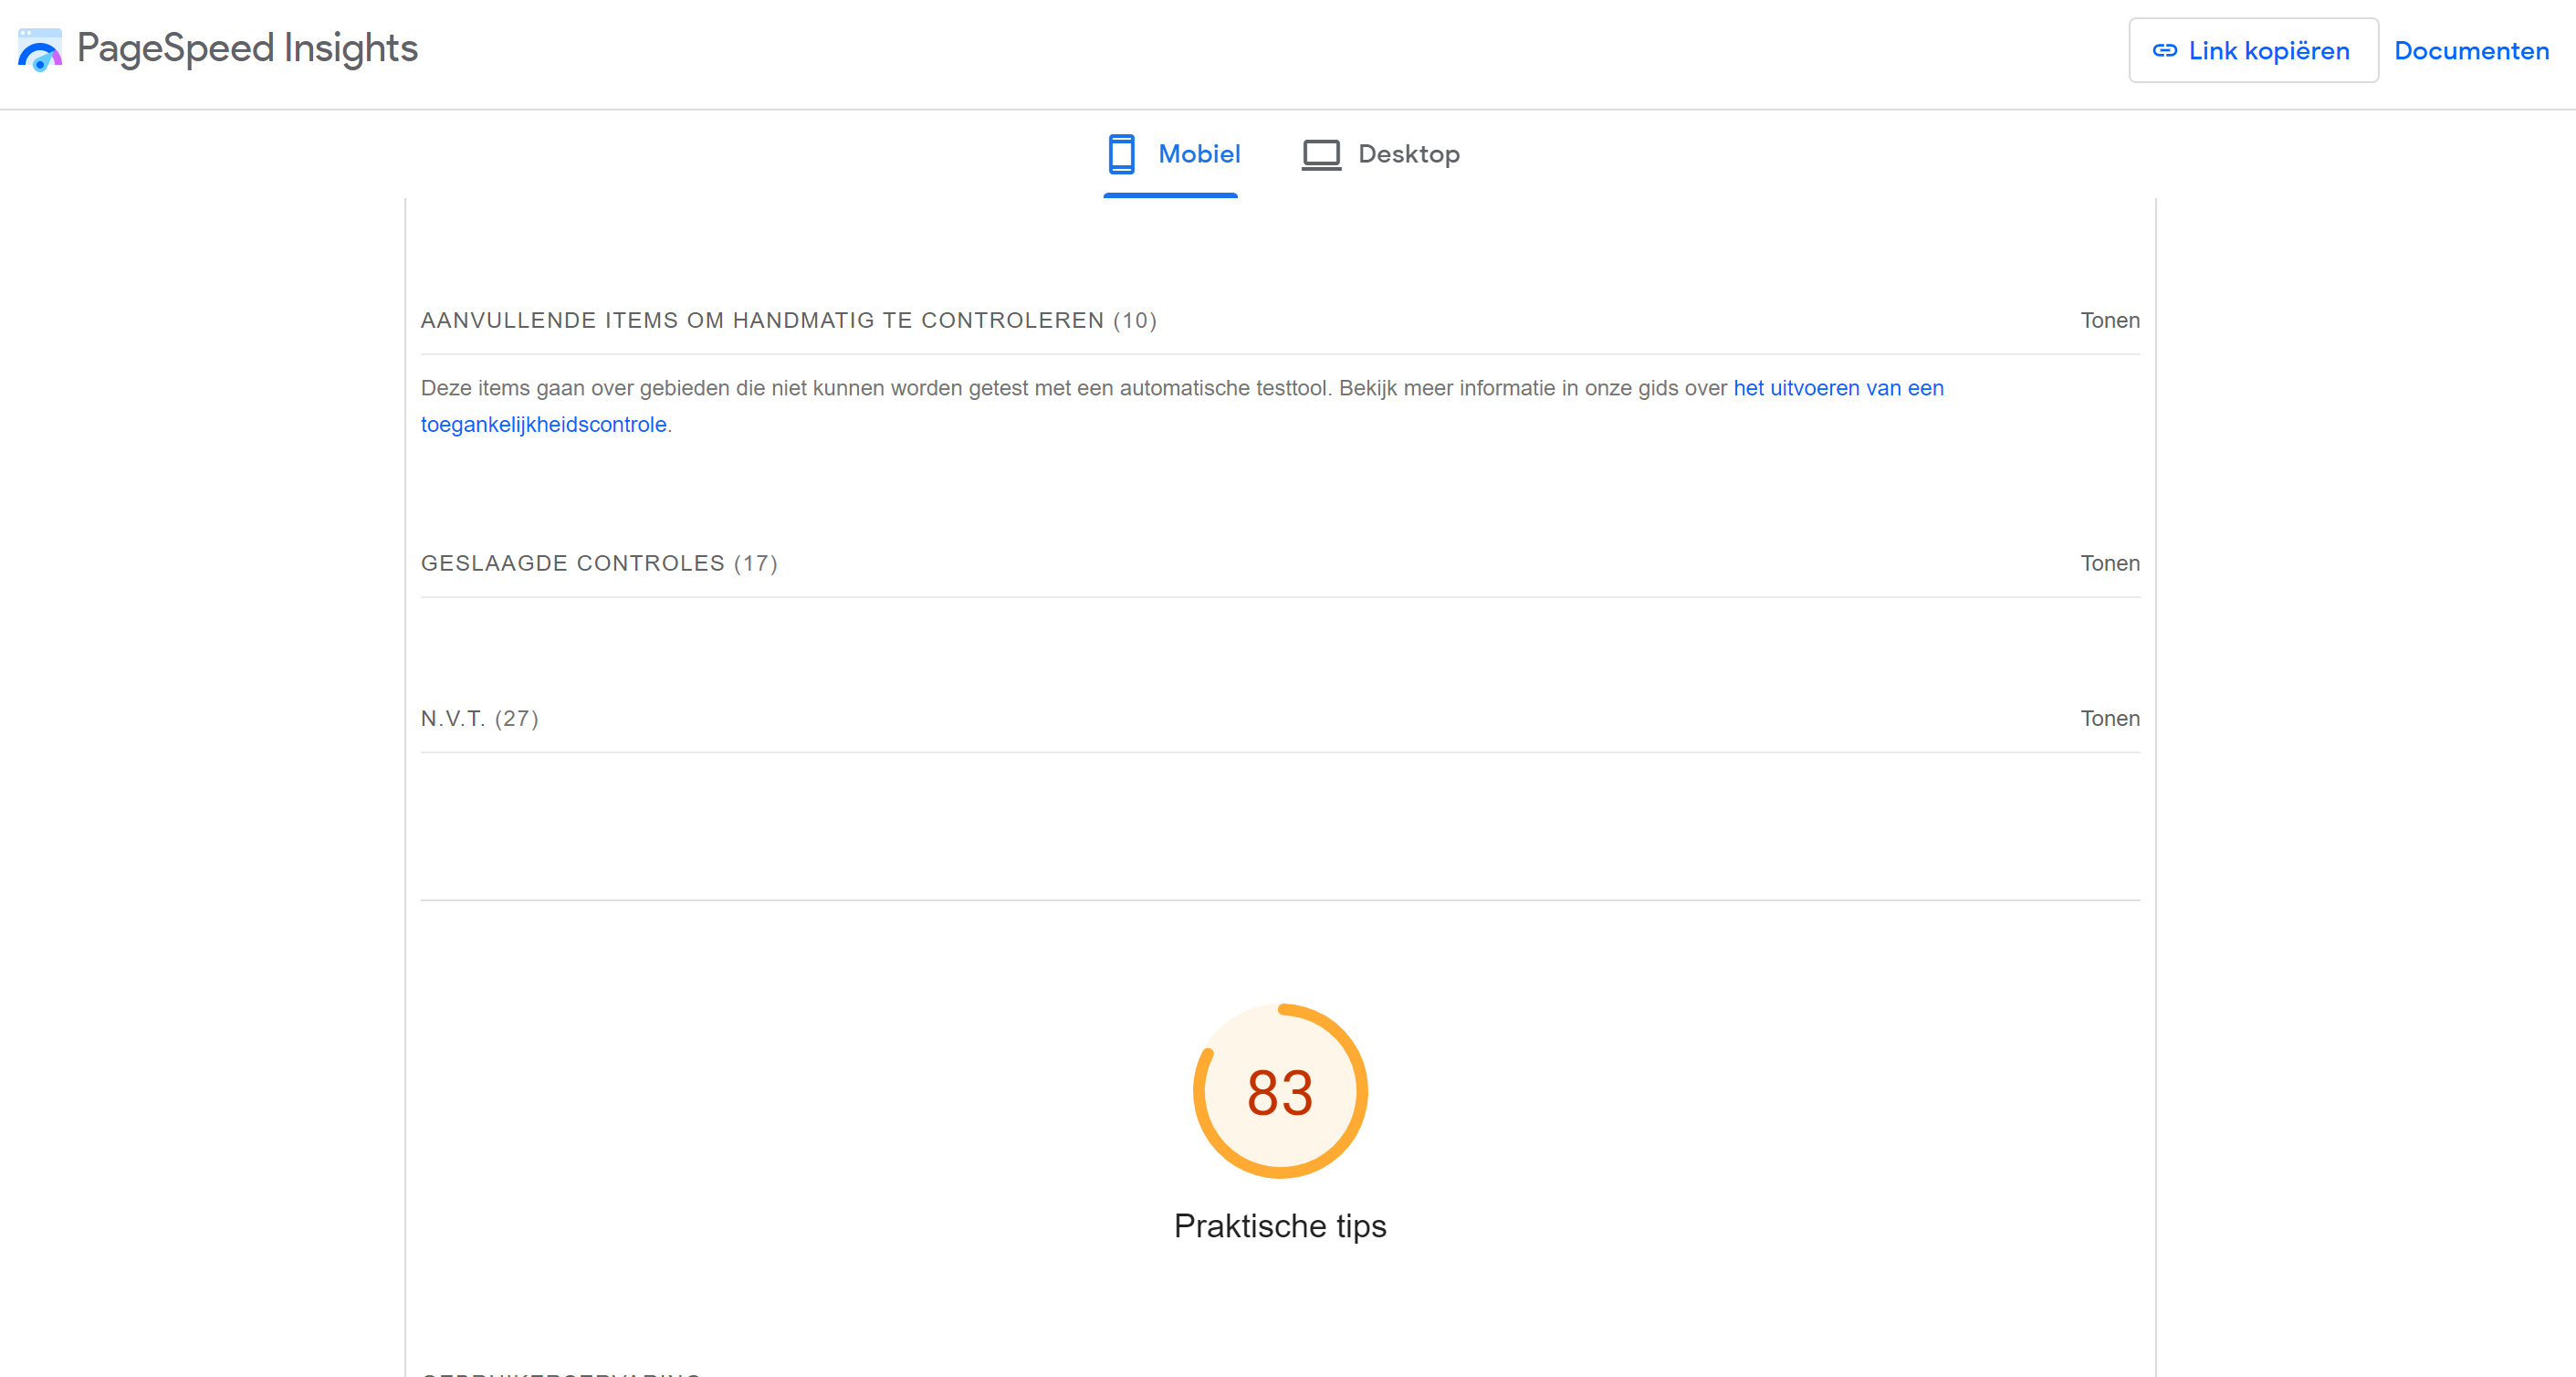 PageSpeed Insights
Link kopiëren
Documenten
Mobiel
Desktop
AANVULLENDE ITEMS OM HANDMATIG TE CONTROLEREN (10)
Tonen
Deze items gaan over gebieden die niet kunnen worden getest met een automatische testtool. Bekijk meer informatie in onze gids over het uitvoeren van een
toegankelijkheidscontrole.
GESLAAGDE CONTROLES (17)
Tonen
N.V.T. (27)
Tonen
83
Praktische tips